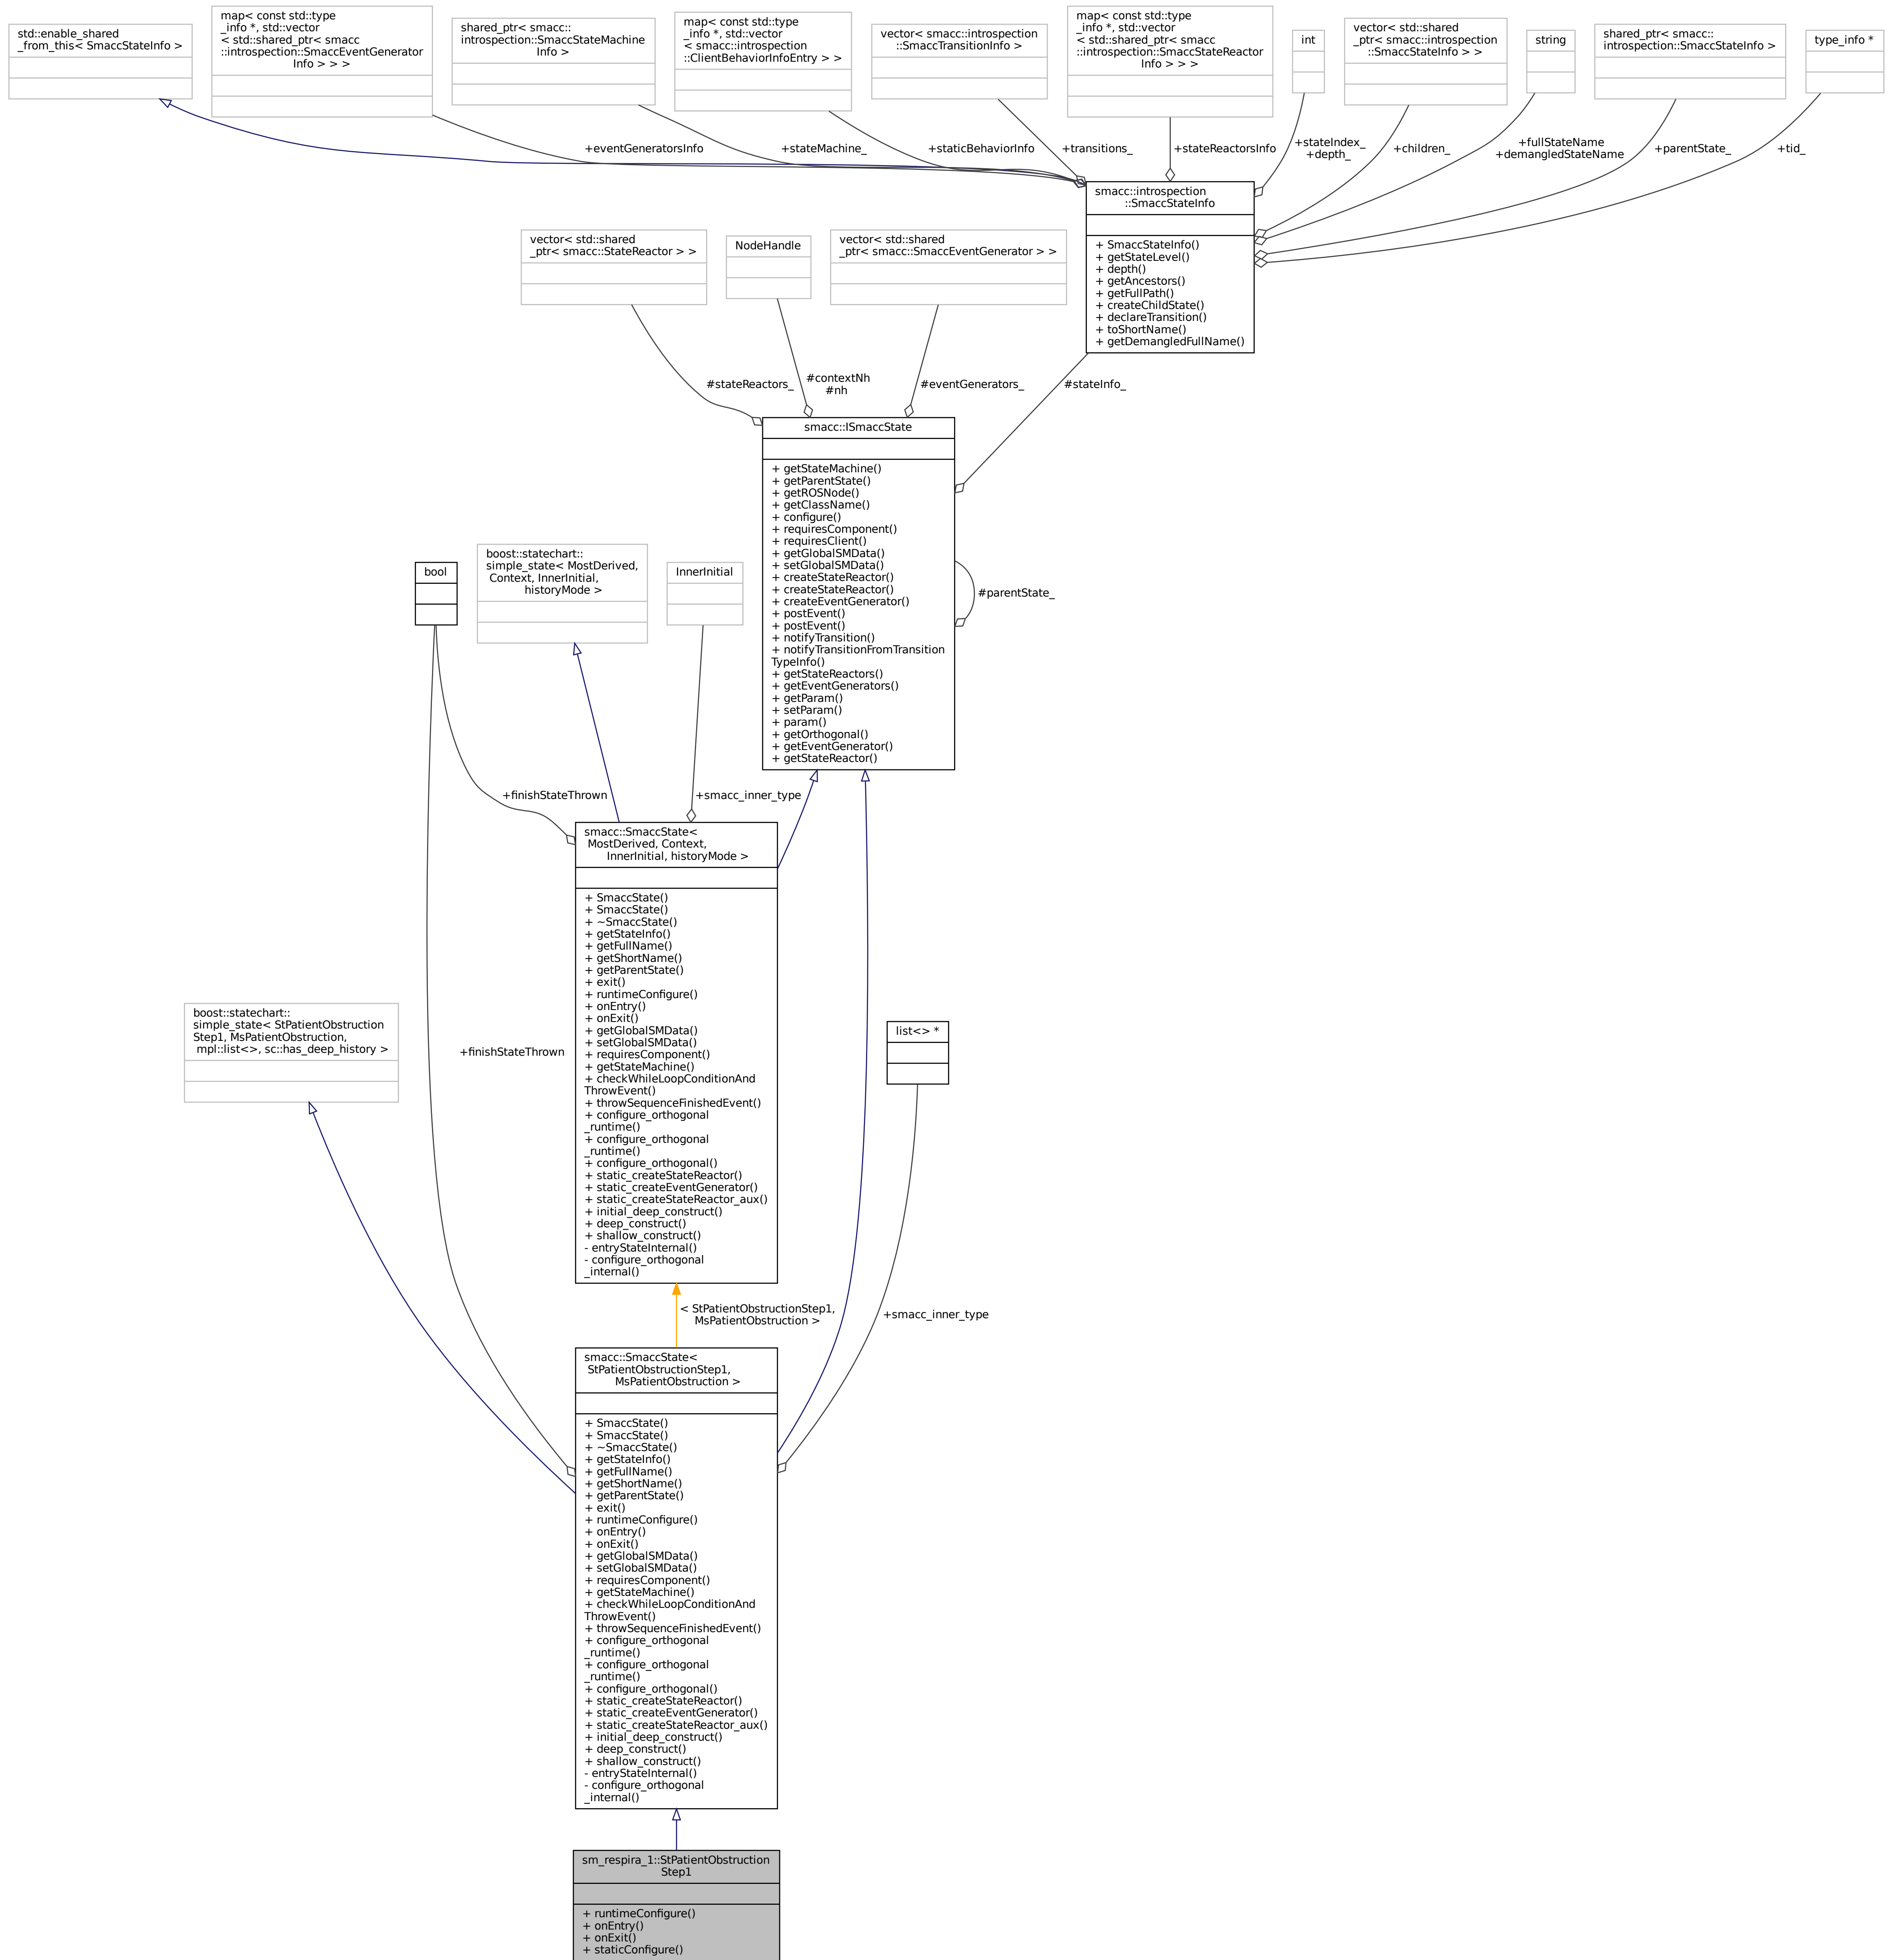 std::enable_shared
_from_this< SmaccStateInfo >
map< const std::type
_info *, std::vector
< std::shared_ptr< smacc
::introspection::SmaccEventGenerator
Info > > >
shared_ptr< smacc::
introspection::SmaccStateMachine
Info >
map< const std::type
_info *, std::vector
< smacc::introspection
::ClientBehaviorInfoEntry > >
vector< smacc::introspection
::SmaccTransitionInfo >
map< const std::type
_info *, std::vector
< std::shared_ptr< smacc
::introspection::SmaccStateReactor
Info > > >
int
vector< std::shared
_ptr< smacc::introspection
::SmaccStateInfo > >
string
shared_ptr< smacc::
introspection::SmaccStateInfo >
type_info *
+eventGeneratorsInfo
+stateMachine_
+staticBehaviorInfo
+transitions_
+stateReactorsInfo
+stateIndex_
+depth_
+children_
+fullStateName
+demangledStateName
+parentState_
+tid_
smacc::introspection
::SmaccStateInfo
+ SmaccStateInfo()
+ getStateLevel()
+ depth()
+ getAncestors()
+ getFullPath()
+ createChildState()
+ declareTransition()
+ toShortName()
+ getDemangledFullName()
vector< std::shared
_ptr< smacc::StateReactor > >
NodeHandle
vector< std::shared
_ptr< smacc::SmaccEventGenerator > >
#stateReactors_
#contextNh
#nh
#eventGenerators_
#stateInfo_
smacc::ISmaccState
+ getStateMachine()
+ getParentState()
+ getROSNode()
+ getClassName()
+ configure()
+ requiresComponent()
+ requiresClient()
+ getGlobalSMData()
+ setGlobalSMData()
+ createStateReactor()
+ createStateReactor()
+ createEventGenerator()
+ postEvent()
+ postEvent()
+ notifyTransition()
+ notifyTransitionFromTransition
TypeInfo()
+ getStateReactors()
+ getEventGenerators()
+ getParam()
+ setParam()
+ param()
+ getOrthogonal()
+ getEventGenerator()
+ getStateReactor()
#parentState_
bool
boost::statechart::
simple_state< MostDerived,
Context, InnerInitial,
historyMode >
InnerInitial
+finishStateThrown
+smacc_inner_type
smacc::SmaccState<
MostDerived, Context,
InnerInitial, historyMode >
+ SmaccState()
+ SmaccState()
+ ~SmaccState()
+ getStateInfo()
+ getFullName()
+ getShortName()
+ getParentState()
+ exit()
+ runtimeConfigure()
+ onEntry()
+ onExit()
+ getGlobalSMData()
+ setGlobalSMData()
+ requiresComponent()
+ getStateMachine()
+ checkWhileLoopConditionAnd
ThrowEvent()
+ throwSequenceFinishedEvent()
+ configure_orthogonal
_runtime()
+ configure_orthogonal
_runtime()
+ configure_orthogonal()
+ static_createStateReactor()
+ static_createEventGenerator()
+ static_createStateReactor_aux()
+ initial_deep_construct()
+ deep_construct()
+ shallow_construct()
- entryStateInternal()
- configure_orthogonal
_internal()
boost::statechart::
simple_state< StPatientObstruction
Step1, MsPatientObstruction,
mpl::list<>, sc::has_deep_history >
+finishStateThrown
list<> *
< StPatientObstructionStep1,
MsPatientObstruction >
+smacc_inner_type
smacc::SmaccState<
StPatientObstructionStep1,
MsPatientObstruction >
+ SmaccState()
+ SmaccState()
+ ~SmaccState()
+ getStateInfo()
+ getFullName()
+ getShortName()
+ getParentState()
+ exit()
+ runtimeConfigure()
+ onEntry()
+ onExit()
+ getGlobalSMData()
+ setGlobalSMData()
+ requiresComponent()
+ getStateMachine()
+ checkWhileLoopConditionAnd
ThrowEvent()
+ throwSequenceFinishedEvent()
+ configure_orthogonal
_runtime()
+ configure_orthogonal
_runtime()
+ configure_orthogonal()
+ static_createStateReactor()
+ static_createEventGenerator()
+ static_createStateReactor_aux()
+ initial_deep_construct()
+ deep_construct()
+ shallow_construct()
- entryStateInternal()
- configure_orthogonal
_internal()
sm_respira_1::StPatientObstruction
Step1
+ runtimeConfigure()
+ onEntry()
+ onExit()
+ staticConfigure()